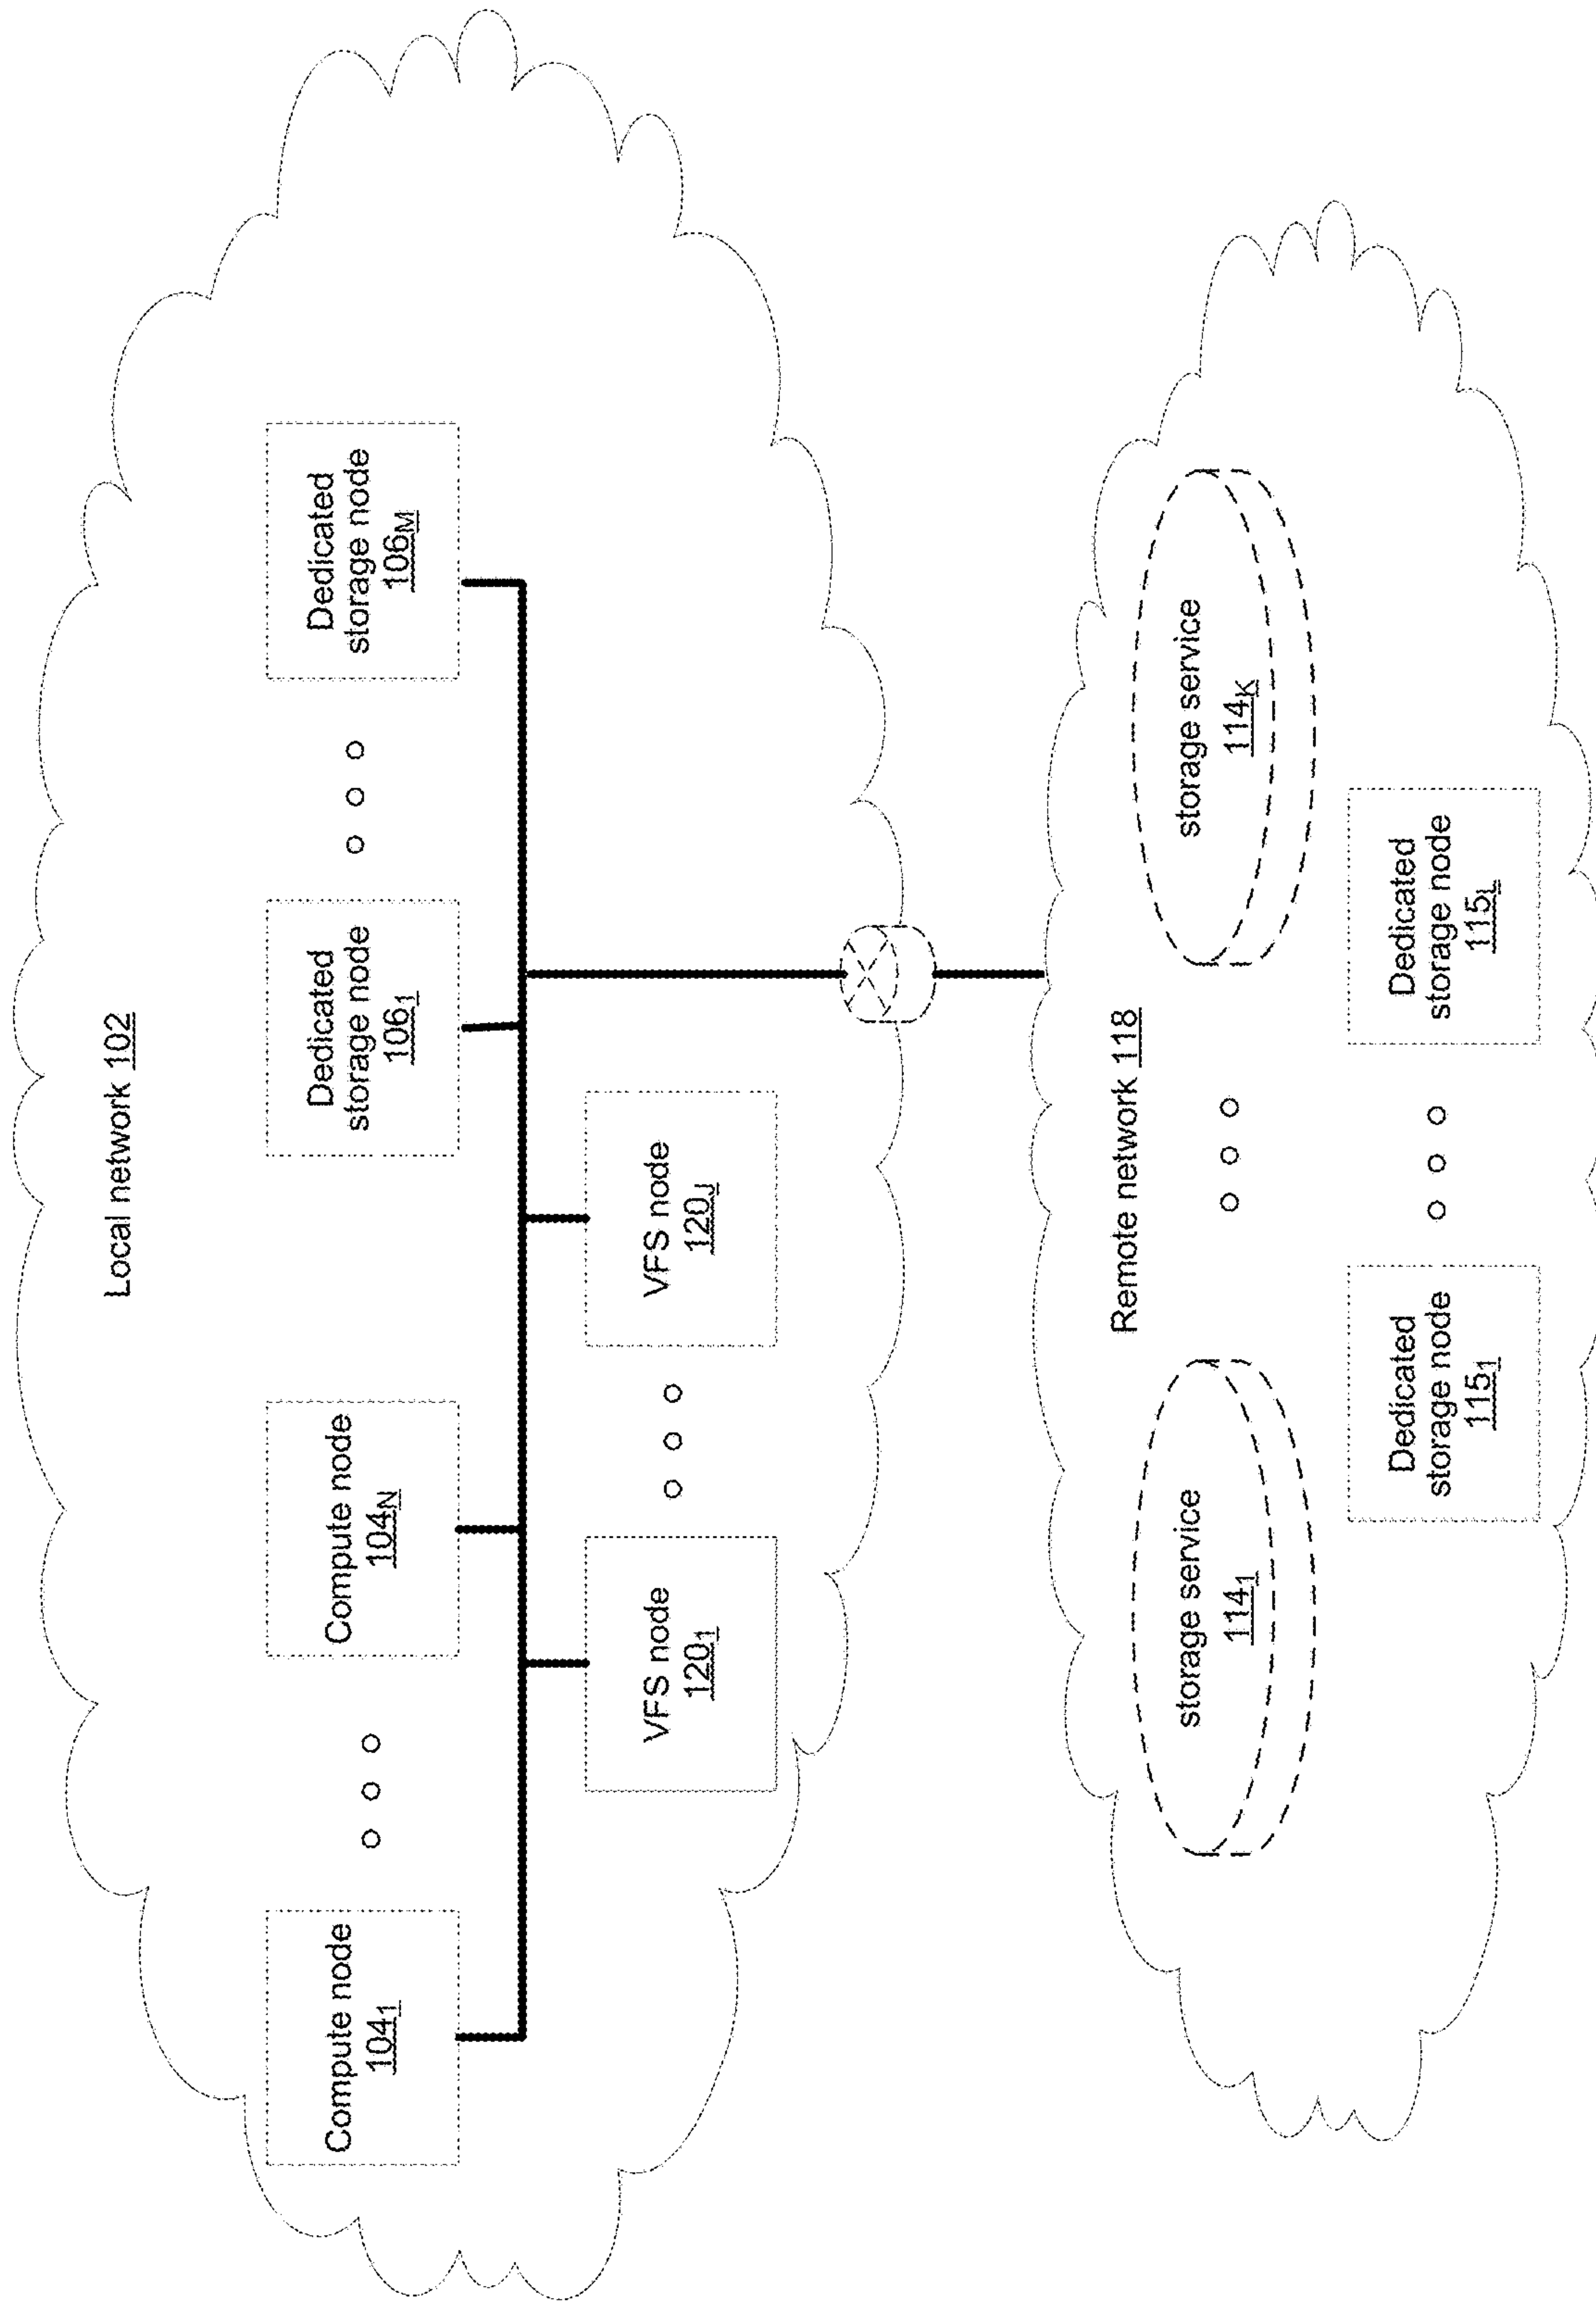 Local network 102
Compute node
104₁
Compute node
104N
Dedicated
storage node
106₁
Dedicated
storage node
106M
VFS node
120₁
VFS node
120J
Remote network 118
storage service
114₁
storage service
114K
Dedicated
storage node
115₁
Dedicated
storage node
115L